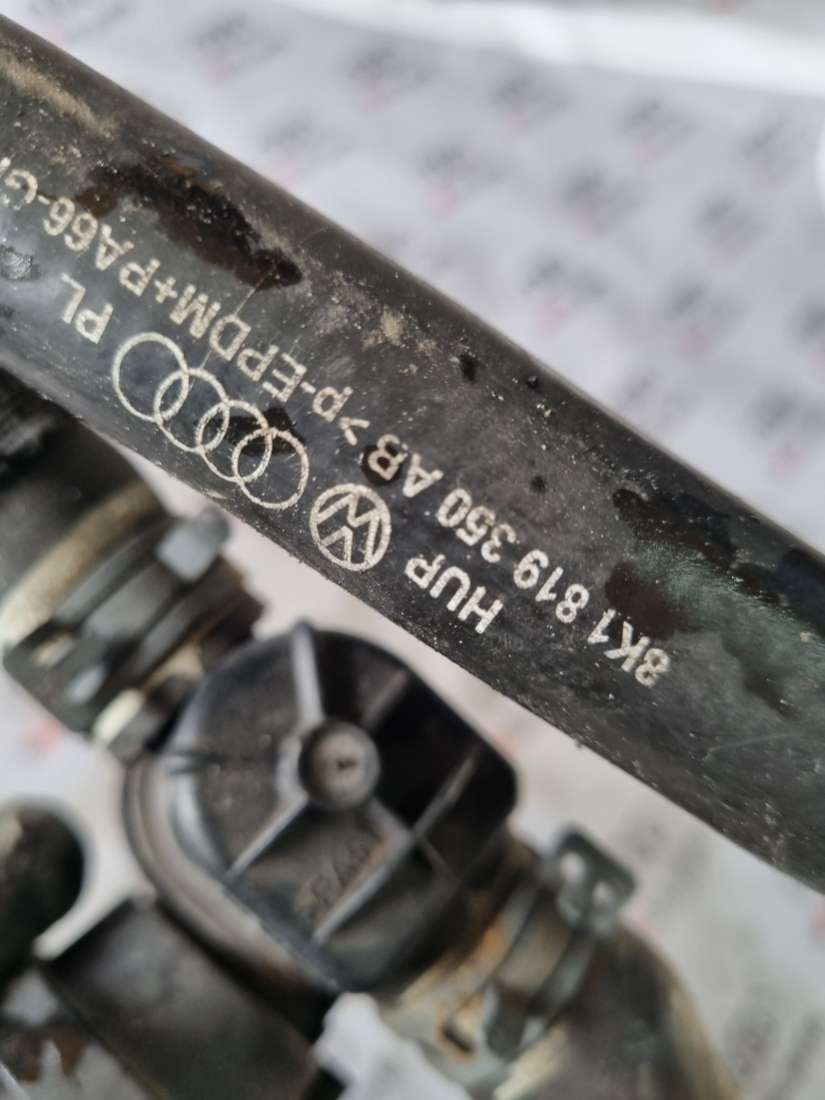 8K1 819 350 AB >p-EPDM+PA66-G
HUP PL